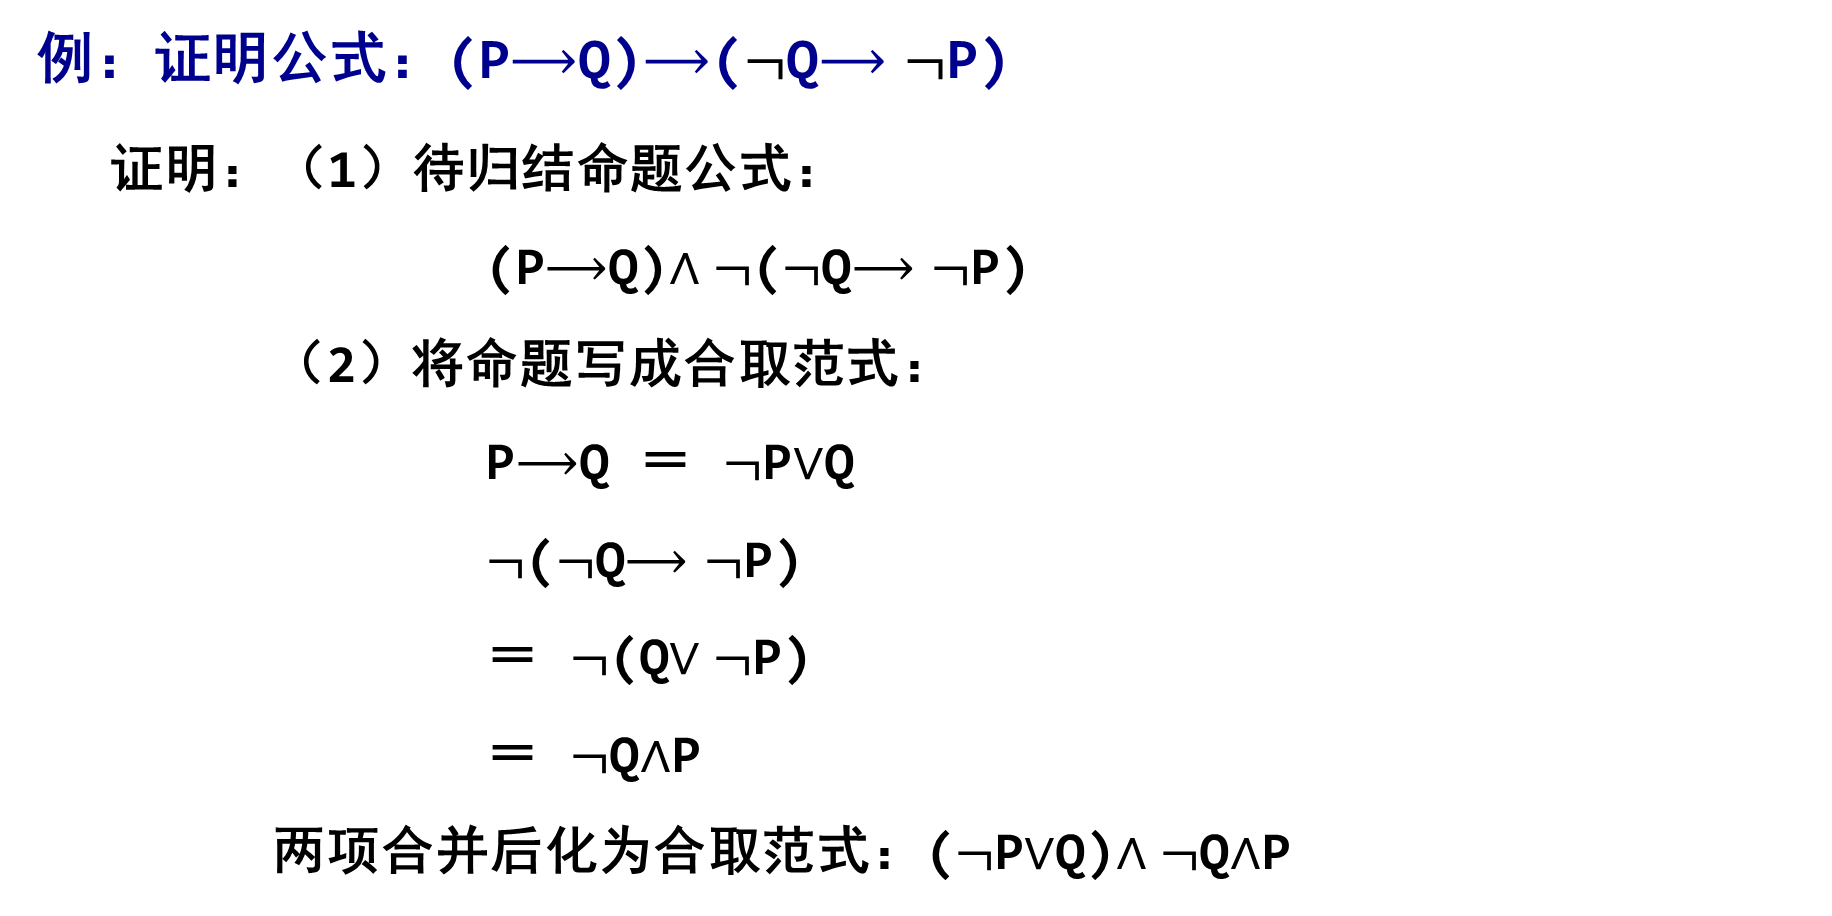 例：证明公式：(P⟶Q)⟶(¬Q⟶ ¬P)
证明：（1）待归结命题公式：
(P⟶Q)∧ ¬(¬Q⟶ ¬P)
（2）将命题写成合取范式：
P⟶Q ＝ ¬P∨Q
¬(¬Q⟶ ¬P)
＝ ¬(Q∨ ¬P)
＝ ¬Q∧P
两项合并后化为合取范式：(¬P∨Q)∧ ¬Q∧P